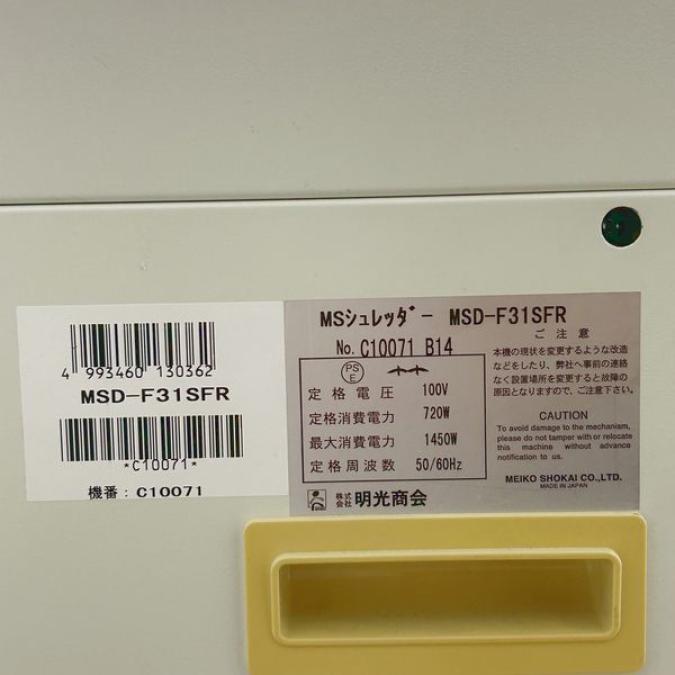 4 993460 130362
MSD-F31SFR
*C10071*
機番：C10071
MSシュレッダー MSD-F31SFR
No. C10071 B14
PS
E
定格電圧 100V
定格消費電力 720W
最大消費電力 1450W
定格周波数 50/60Hz
株式
会社 明光商会
ご注意
本機の現状を変更するような改造
などをしたり、弊社へ事前の連絡
なく設置場所を変更すると故障の
原因となりますので、ご注意下さい。
CAUTION
To avoid damage to the mechanism,
please do not tamper with or relocate
this machine without advance
notification to us.
MEIKO SHOKAI CO.,LTD.
MADE IN JAPAN